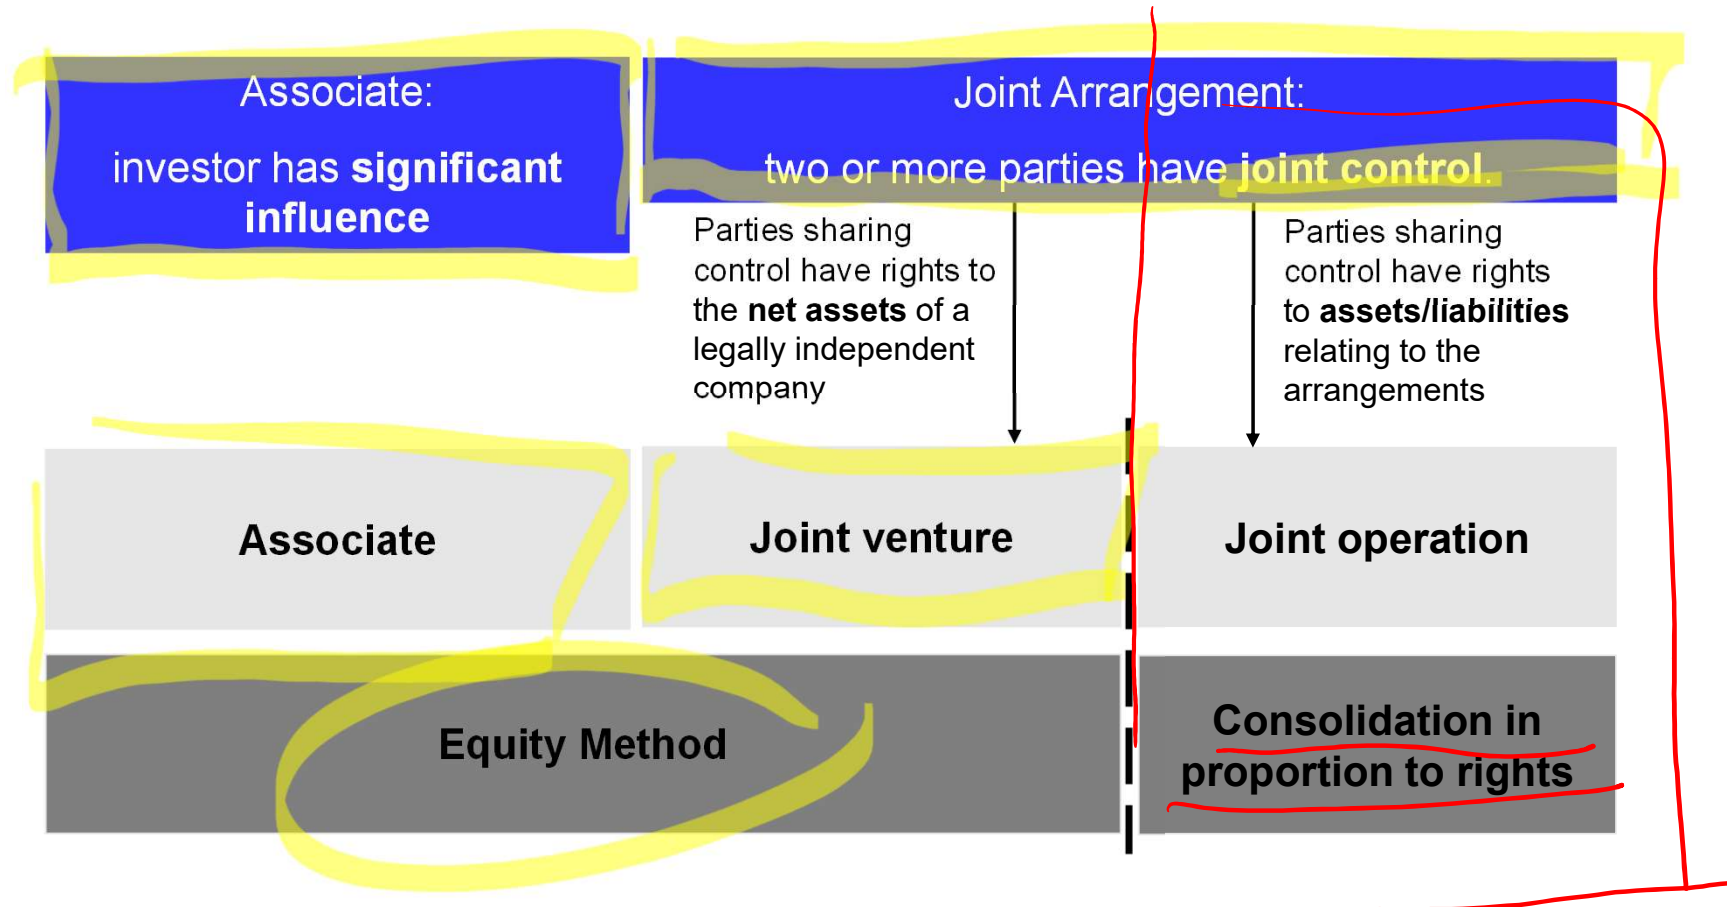 Associate:
investor has significant
influence
Joint Arrangement:
two or more parties have joint control.
Parties sharing
control have rights to
the net assets of a
legally independent
company
Parties sharing
control have rights
to assets/liabilities
relating to the
arrangements
Associate
Joint venture
Joint operation
Equity Method
Consolidation in
proportion to rights